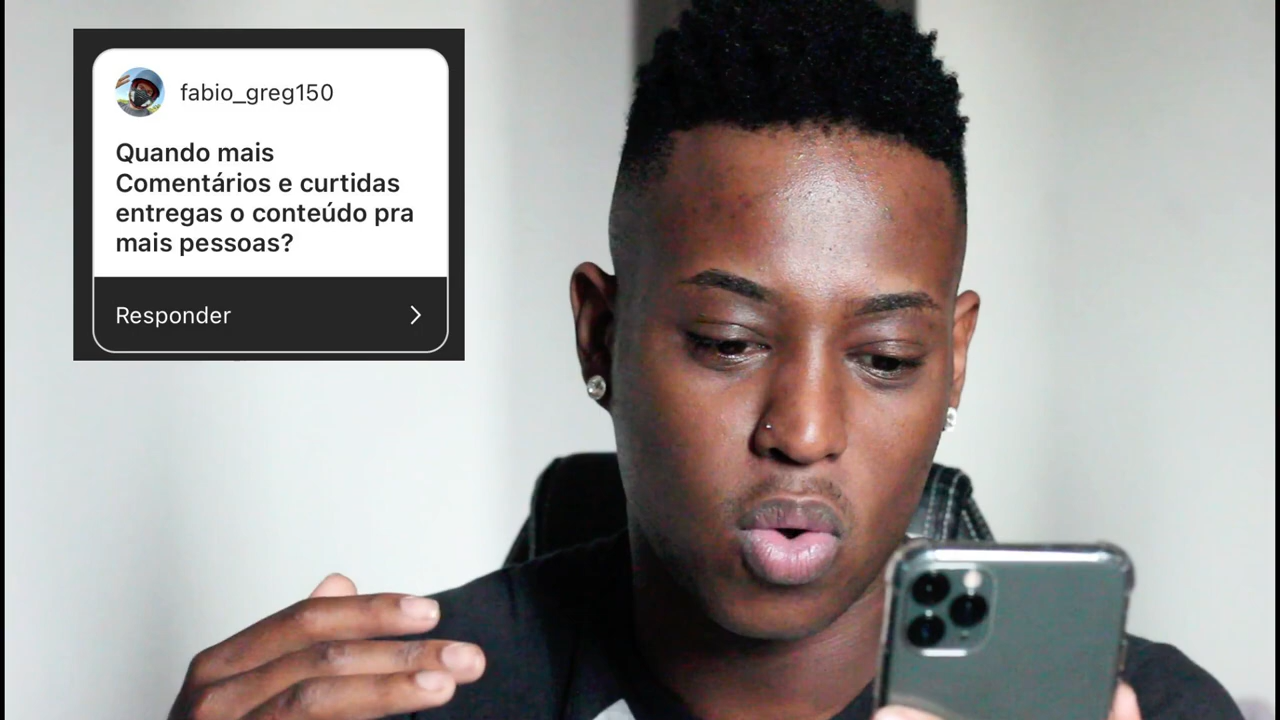 fabio_greg150
Quando mais
Comentários e curtidas
entregas o conteúdo pra
mais pessoas?
Responder